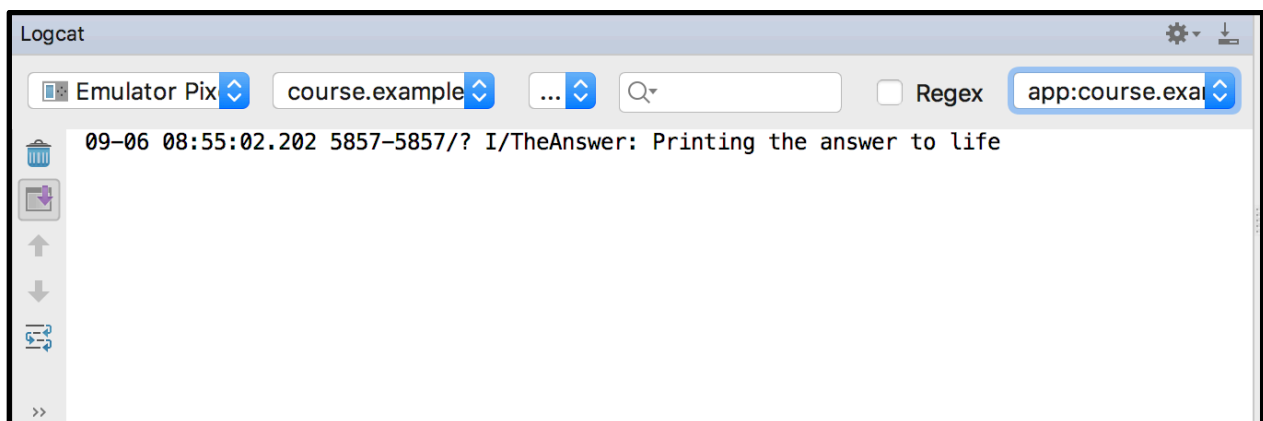 Logcat
Emulator Pix course.example ... Regex app:course.exa
09-06 08:55:02.202 5857-5857/? I/TheAnswer: Printing the answer to life
>>